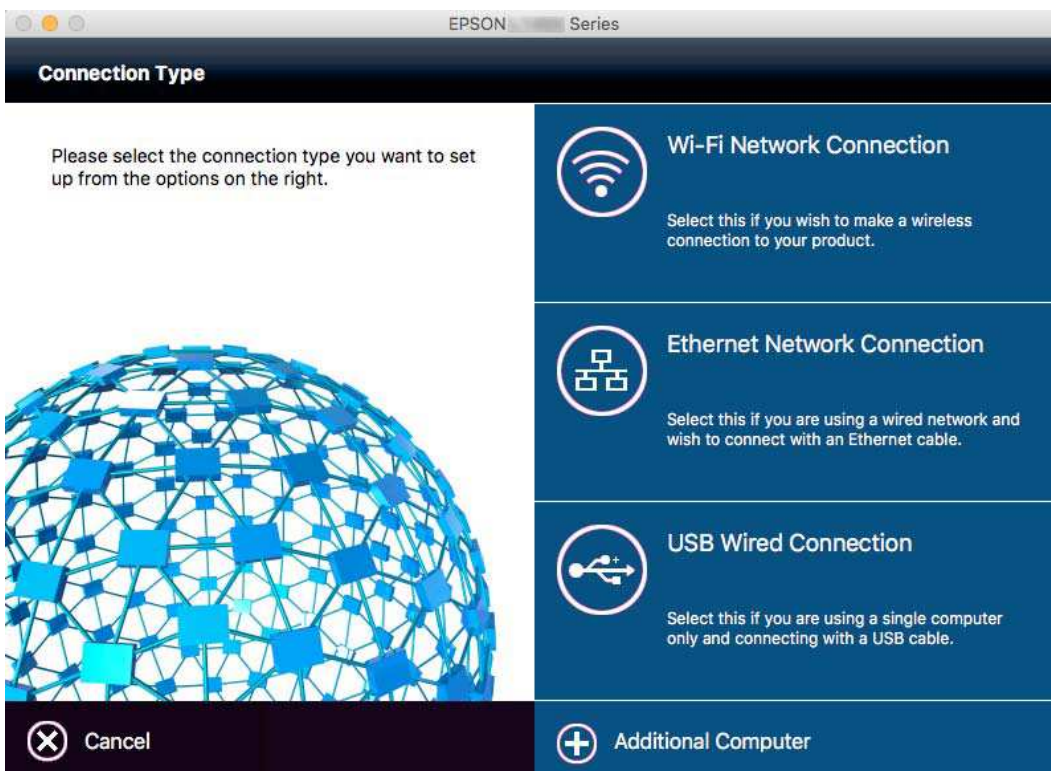 EPSON Series
Connection Type
Please select the connection type you want to set
up from the options on the right.
Wi-Fi Network Connection
Select this if you wish to make a wireless
connection to your product.
Ethernet Network Connection
Select this if you are using a wired network and
wish to connect with an Ethernet cable.
USB Wired Connection
Select this if you are using a single computer
only and connecting with a USB cable.
Cancel
Additional Computer